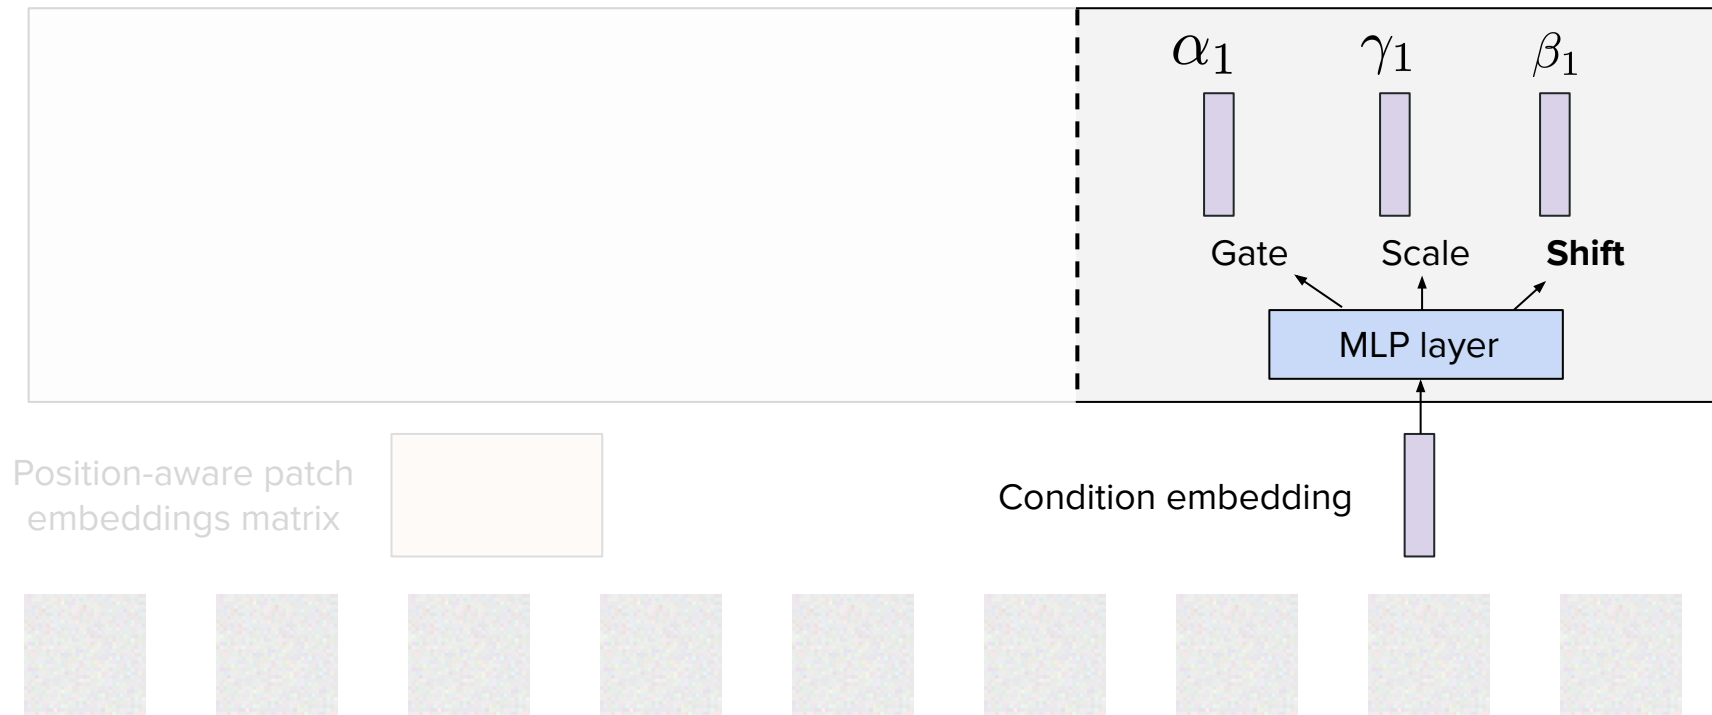 α₁ γ₁ β₁
Gate Scale Shift
MLP layer
Position-aware patch
embeddings matrix
Condition embedding